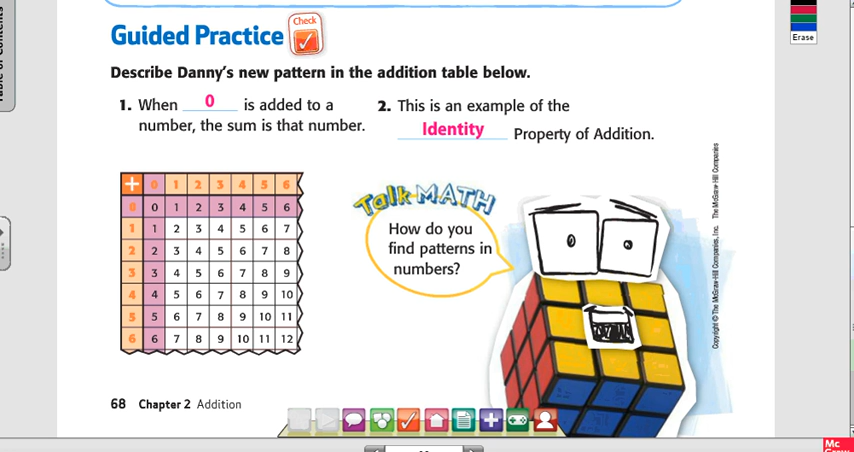 Check
Guided Practice
Erase
Describe Danny's new pattern in the addition table below.
1. When 0 is added to a
number, the sum is that number.
2. This is an example of the
Identity Property of Addition.
+ 0 1 2 3 4 5 6
0 0 1 2 3 4 5 6
1 1 2 3 4 5 6 7
2 2 3 4 5 6 7 8
3 3 4 5 6 7 8 9
4 4 5 6 7 8 9 10
5 5 6 7 8 9 10 11
6 6 7 8 9 10 11 12
Talk MATH
How do you
find patterns in
numbers?
Copyright © The McGraw-Hill Companies, Inc. The McGraw-Hill Companies
68 Chapter 2 Addition
Mc